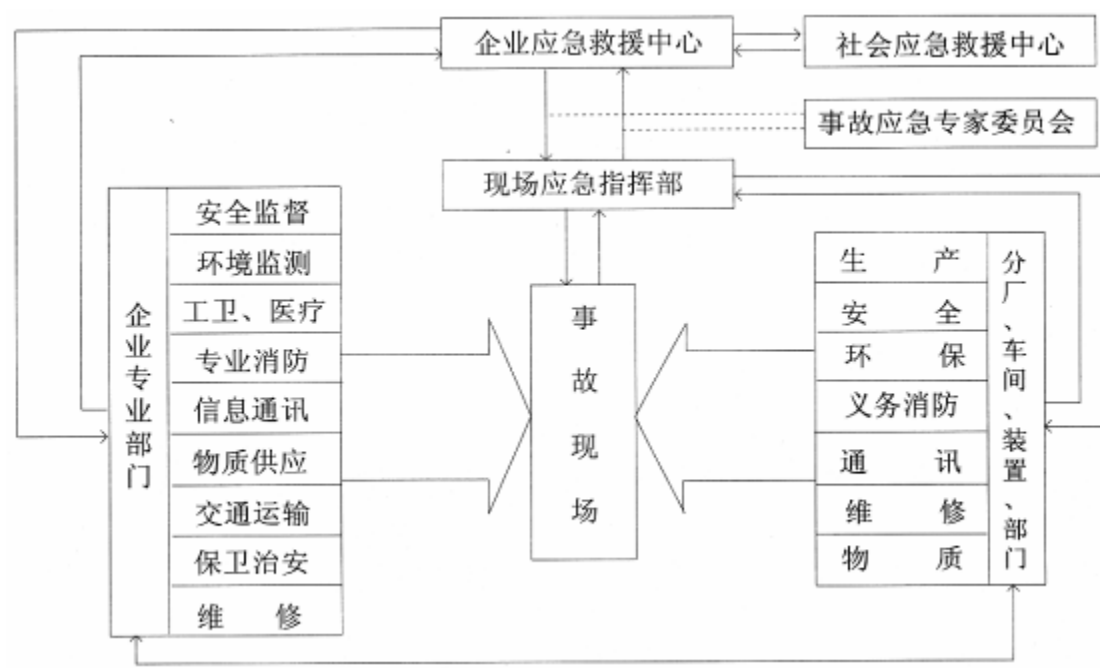 企业应急救援中心
社会应急救援中心
事故应急专家委员会
现场应急指挥部
企业专业部门
安全监督
环境监测
工卫、医疗
专业消防
信息通讯
物质供应
交通运输
保卫治安
维 修
事故现场
生 产
安 全
环 保
义务消防
通 讯
维 修
物 质
分厂、车间、装置、部门